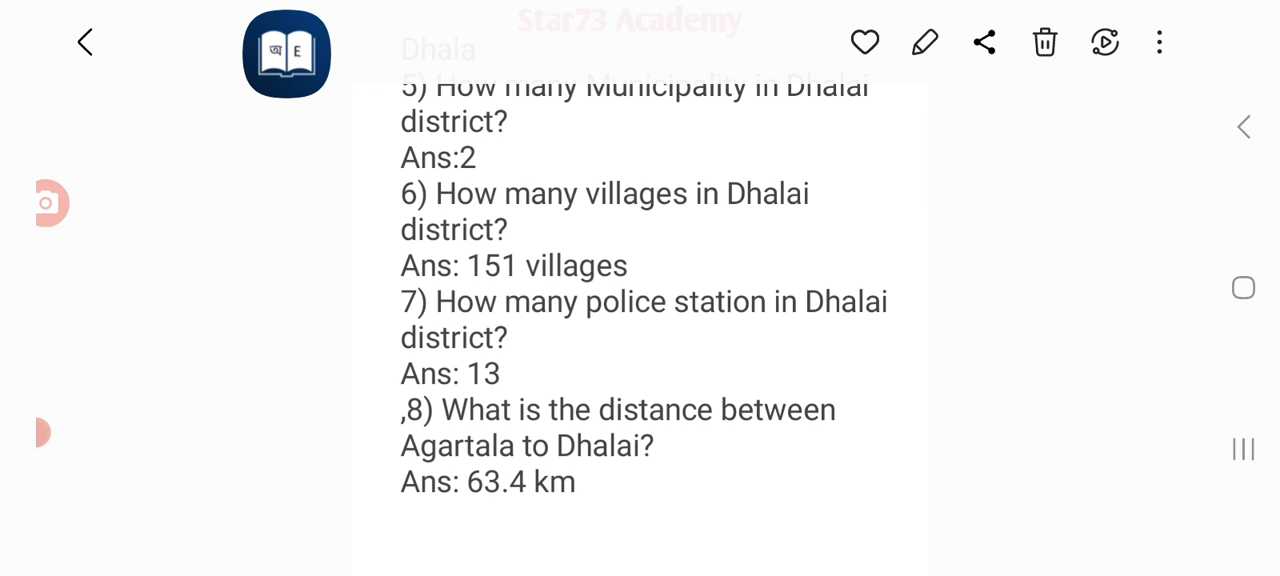 Star73 Academy
অ E
Dhala
5) How many Municipality in Dhalai
district?
Ans:2
6) How many villages in Dhalai
district?
Ans: 151 villages
7) How many police station in Dhalai
district?
Ans: 13
,8) What is the distance between
Agartala to Dhalai?
Ans: 63.4 km